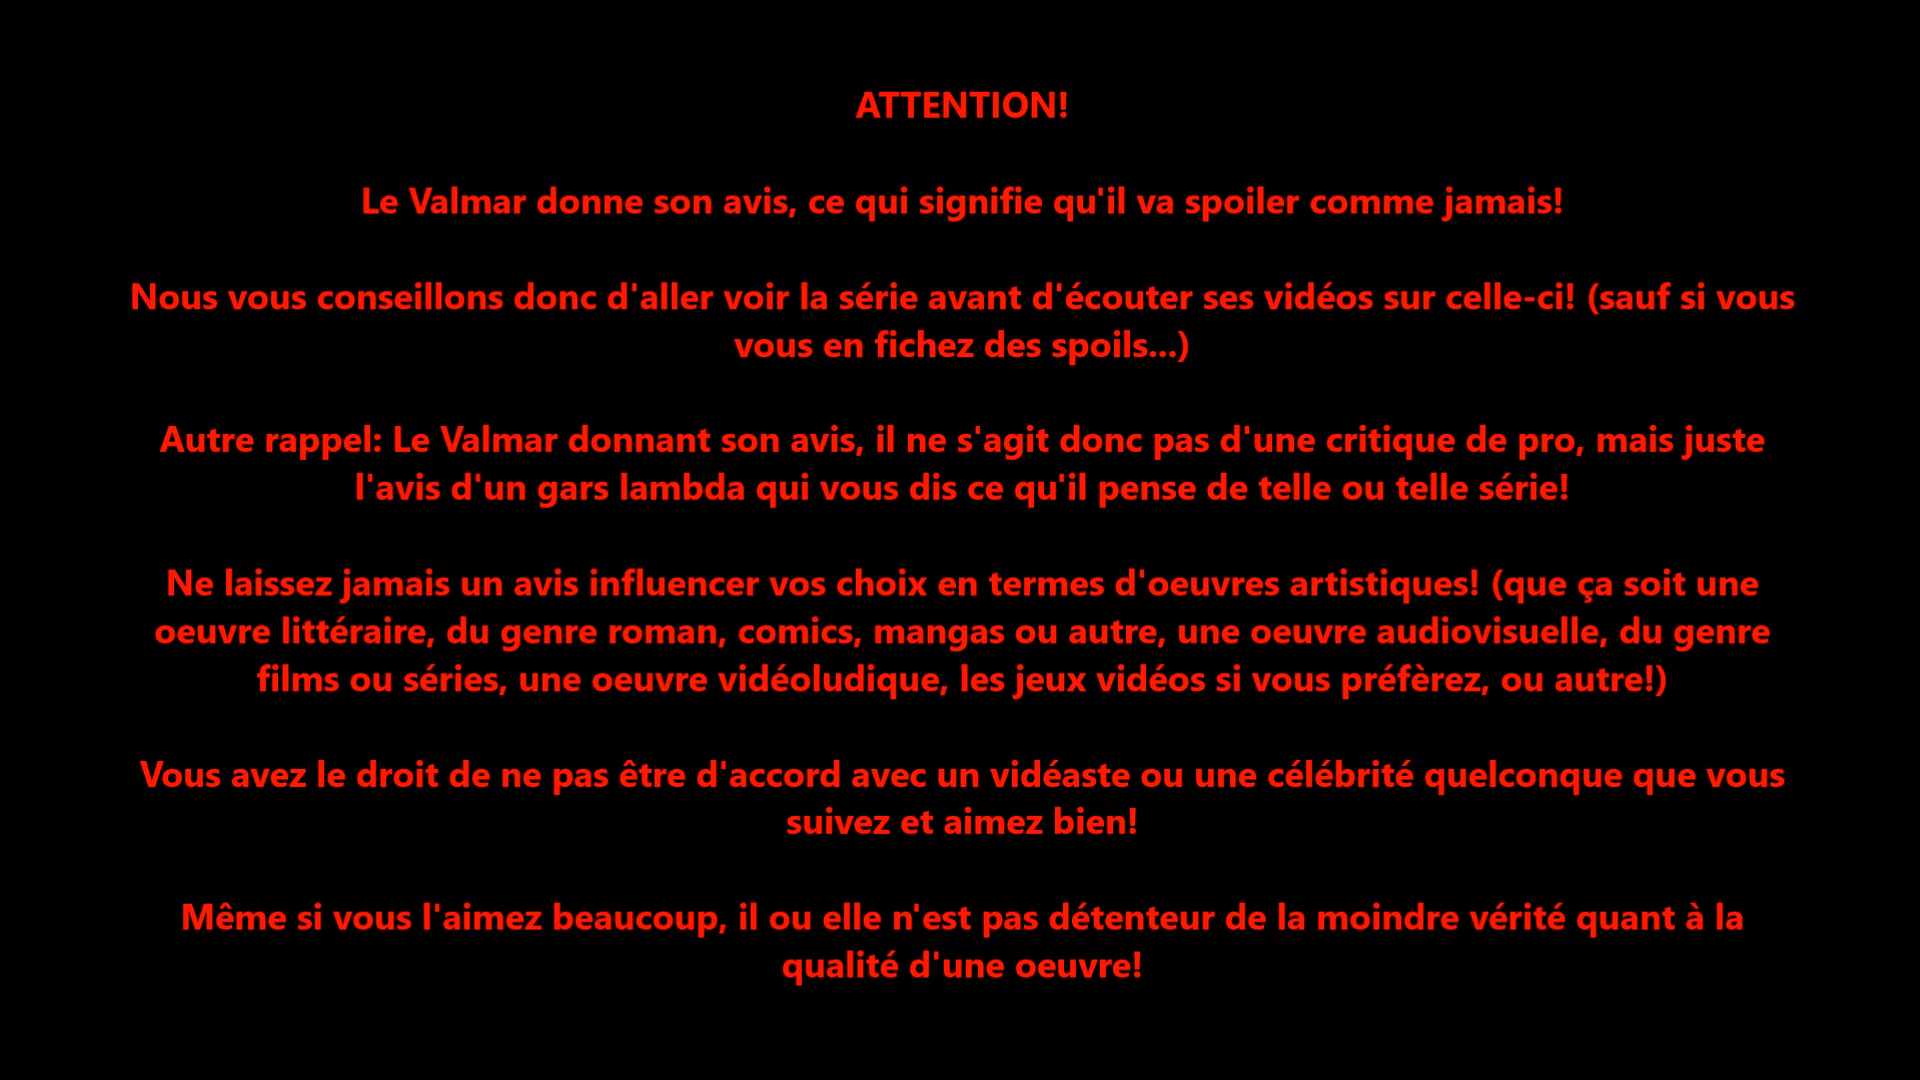 ATTENTION!
Le Valmar donne son avis, ce qui signifie qu'il va spoiler comme jamais!
Nous vous conseillons donc d'aller voir la série avant d'écouter ses vidéos sur celle-ci! (sauf si vous
vous en fichez des spoils...)
Autre rappel: Le Valmar donnant son avis, il ne s'agit donc pas d'une critique de pro, mais juste
l'avis d'un gars lambda qui vous dis ce qu'il pense de telle ou telle série!
Ne laissez jamais un avis influencer vos choix en termes d'oeuvres artistiques! (que ça soit une
oeuvre littéraire, du genre roman, comics, mangas ou autre, une oeuvre audiovisuelle, du genre
films ou séries, une oeuvre vidéoludique, les jeux vidéos si vous préfèrez, ou autre!)
Vous avez le droit de ne pas être d'accord avec un vidéaste ou une célébrité quelconque que vous
suivez et aimez bien!
Même si vous l'aimez beaucoup, il ou elle n'est pas détenteur de la moindre vérité quant à la
qualité d'une oeuvre!